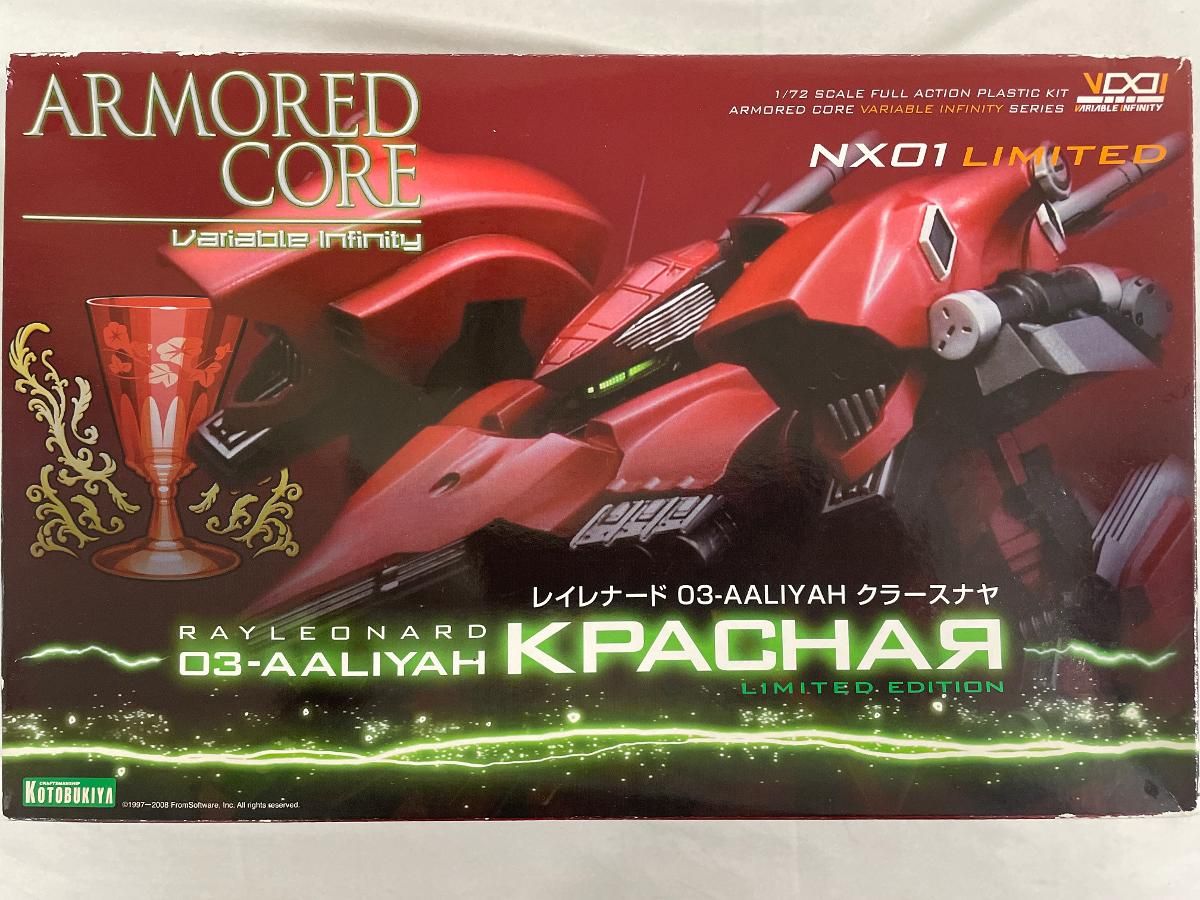 ARMORED
CORE
Variable Infinity
1/72 SCALE FULL ACTION PLASTIC KIT
ARMORED CORE VARIABLE INFINITY SERIES
VARIABLE INFINITY
NX01 LIMITED
レイレナード 03-AALIYAH クラースナヤ
RAYLEONARD
03-AALIYAH
КРАСНАЯ
LIMITED EDITION
CRAFTSMANSHIP
KOTOBUKIYA
©1997-2008 FromSoftware, Inc. All rights reserved.